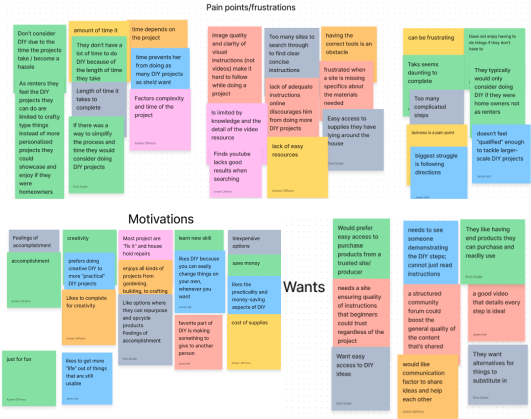 Pain points/frustrations
Don't consider
DIY due to the
time the projects
take / become a
hassle
As renters they
feel the DIY
projects they
can do are
limited to crafty
type things
instead of more
personalized
projects they
could
showcase and
enjoy if they
were
homeowners
amount of time it
They don't have
a lot of time to do
DIY because of
the length of time
they take
Length of time it
takes to
complete
If there was a
way to simplify
the process and
time they would
consider doing
DIY projects
time depends on
the project
time prevents her
from doing as
many DIY projects
as she'd want
Factors complexity and
time of the project
image quality
and clarity of
visual instructions
(not videos) make
it hard to follow
while doing a
project
Is limited by
knowledge and the
detail of the video
resource
Finds youtube
lacks good
results when
searching
Too many sites to
search through
to find clear
concise
instructions
lack of adequate
instructions
online
discourages him
from doing more
DIY projects
lack of easy
resources
having the
correct tools is an
obstacle
frustrated when
a site is missing
specifics about
the materials
needed
Easy access to
supplies they
have lying
around the
house
can be frustrating
Taks seems
daunting to
complete
Too many
complicated
steps
laziness is a pain point
biggest struggle
is following
directions
Does not enjoy having to
do things if they don't
have to
They typically
would only
consider doing
DIY if they were
home owners
not as renters
doesn't feel
"qualified" enough
to tackle larger-
scale DIY projects
Motivations
Feelings of
accomplishment
accomplishment
just for fun
creativity
prefers doing
creative DIY to
more "practical" DIY
projects
Likes to complete
for creativity
likes to get more
"life" out of things
that are still
usable
Most project are
"fix it" and house
hold repairs
enjoys all kinds of
projects from
gardening,
building, to crafting
Like options where
they can repurpose
and upcycle
products
Feelings of
accomplishment
learn new skill
likes DIY because
you can easily
change things on
your own,
whenever you
want
favorite part of
DIY is making
something to
give to another
person
inexpensive
options
save money
likes the
practicality and
money-saving
aspects of DIY
cost of supplies
Wants
Would prefer
easy access to
purchase
products from
a trusted site/
producer
needs a site
ensuring quality of
instructions that
beginners could
trust regardless of
the project
Want easy
access to DIY
ideas
needs to see
someone
demonstrating
the DIY steps;
cannot just read
instructions
a structured
community forum
could boost the
general quality of
the content
that's shared
would like
communication
factor to share
ideas and help
each other
They like having
end products they
can purchase and
readily use
a good video
that details every
step is ideal
They want
alternatives for
things to
substitute in